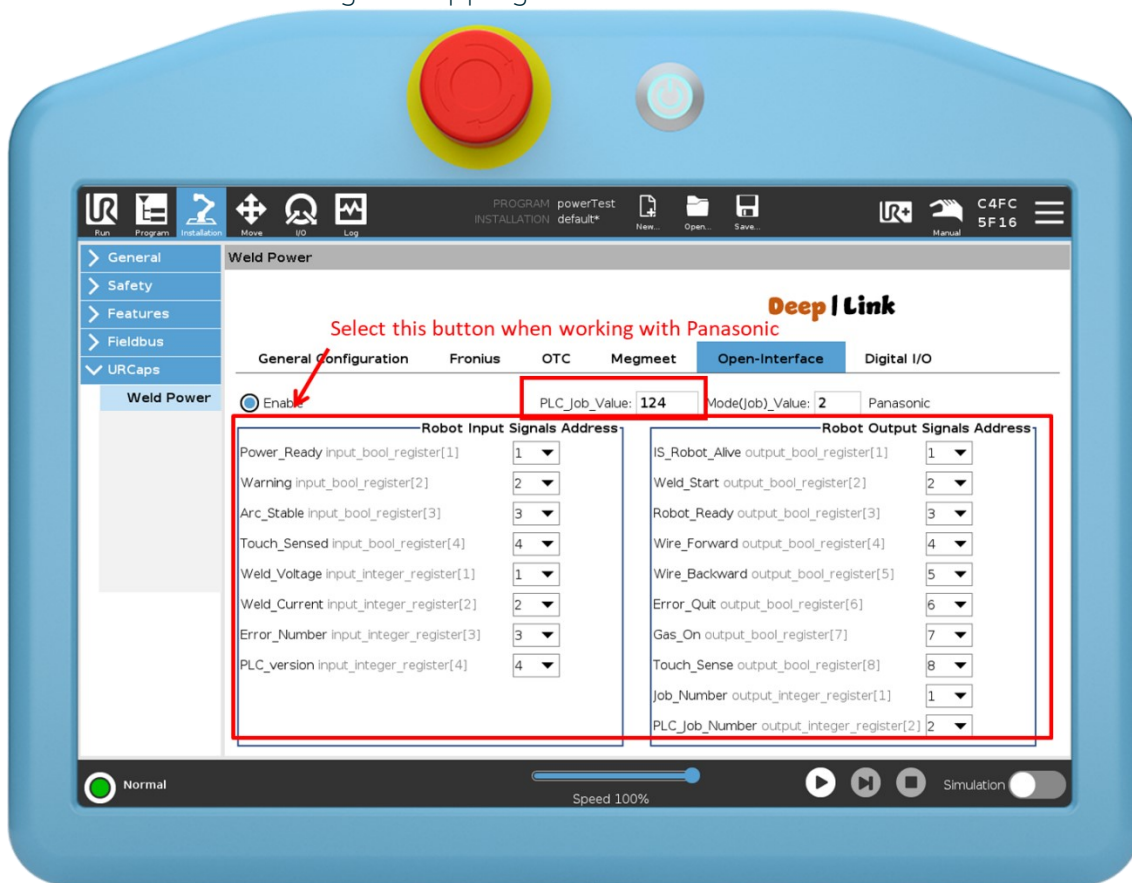 PROGRAM powerTest
INSTALLATION default*
C4FC
5F16
Run Program Installation Move I/O Log New... Open... Save... Manual
General
Weld Power
Safety
Features
Fieldbus
URCaps
Weld Power
Deep | Link
Select this button when working with Panasonic
General Configuration Fronius OTC Megmeet Open-Interface Digital I/O
Enable PLC_Job_Value: 124 Mode(Job)_Value: 2 Panasonic
Robot Input Signals Address
Power_Ready input_bool_register[1] 1
Warning input_bool_register[2] 2
Arc_Stable input_bool_register[3] 3
Touch_Sensed input_bool_register[4] 4
Weld_Voltage input_integer_register[1] 1
Weld_Current input_integer_register[2] 2
Error_Number input_integer_register[3] 3
PLC_version input_integer_register[4] 4
Robot Output Signals Address
IS_Robot_Alive output_bool_register[1] 1
Weld_Start output_bool_register[2] 2
Robot_Ready output_bool_register[3] 3
Wire_Forward output_bool_register[4] 4
Wire_Backward output_bool_register[5] 5
Error_Quit output_bool_register[6] 6
Gas_On output_bool_register[7] 7
Touch_Sense output_bool_register[8] 8
Job_Number output_integer_register[1] 1
PLC_Job_Number output_integer_register[2] 2
Normal
Speed 100%
Simulation